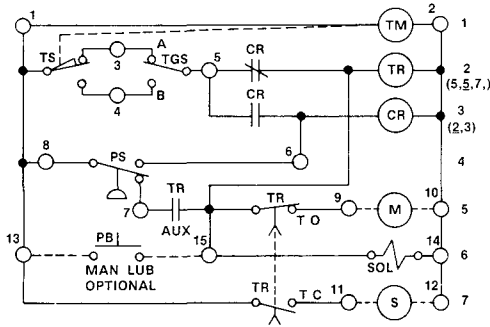 1 TM 2 1
TS 3 A TGS 5 CR TR 2
(5,5,7,)
4 B CR CR 3
(2,3)
8 PS 6 4
7 TR AUX TR T O 9 M 10 5
13 PB 15 SOL 14 6
MAN LUB
OPTIONAL
TR T C 11 S 12 7